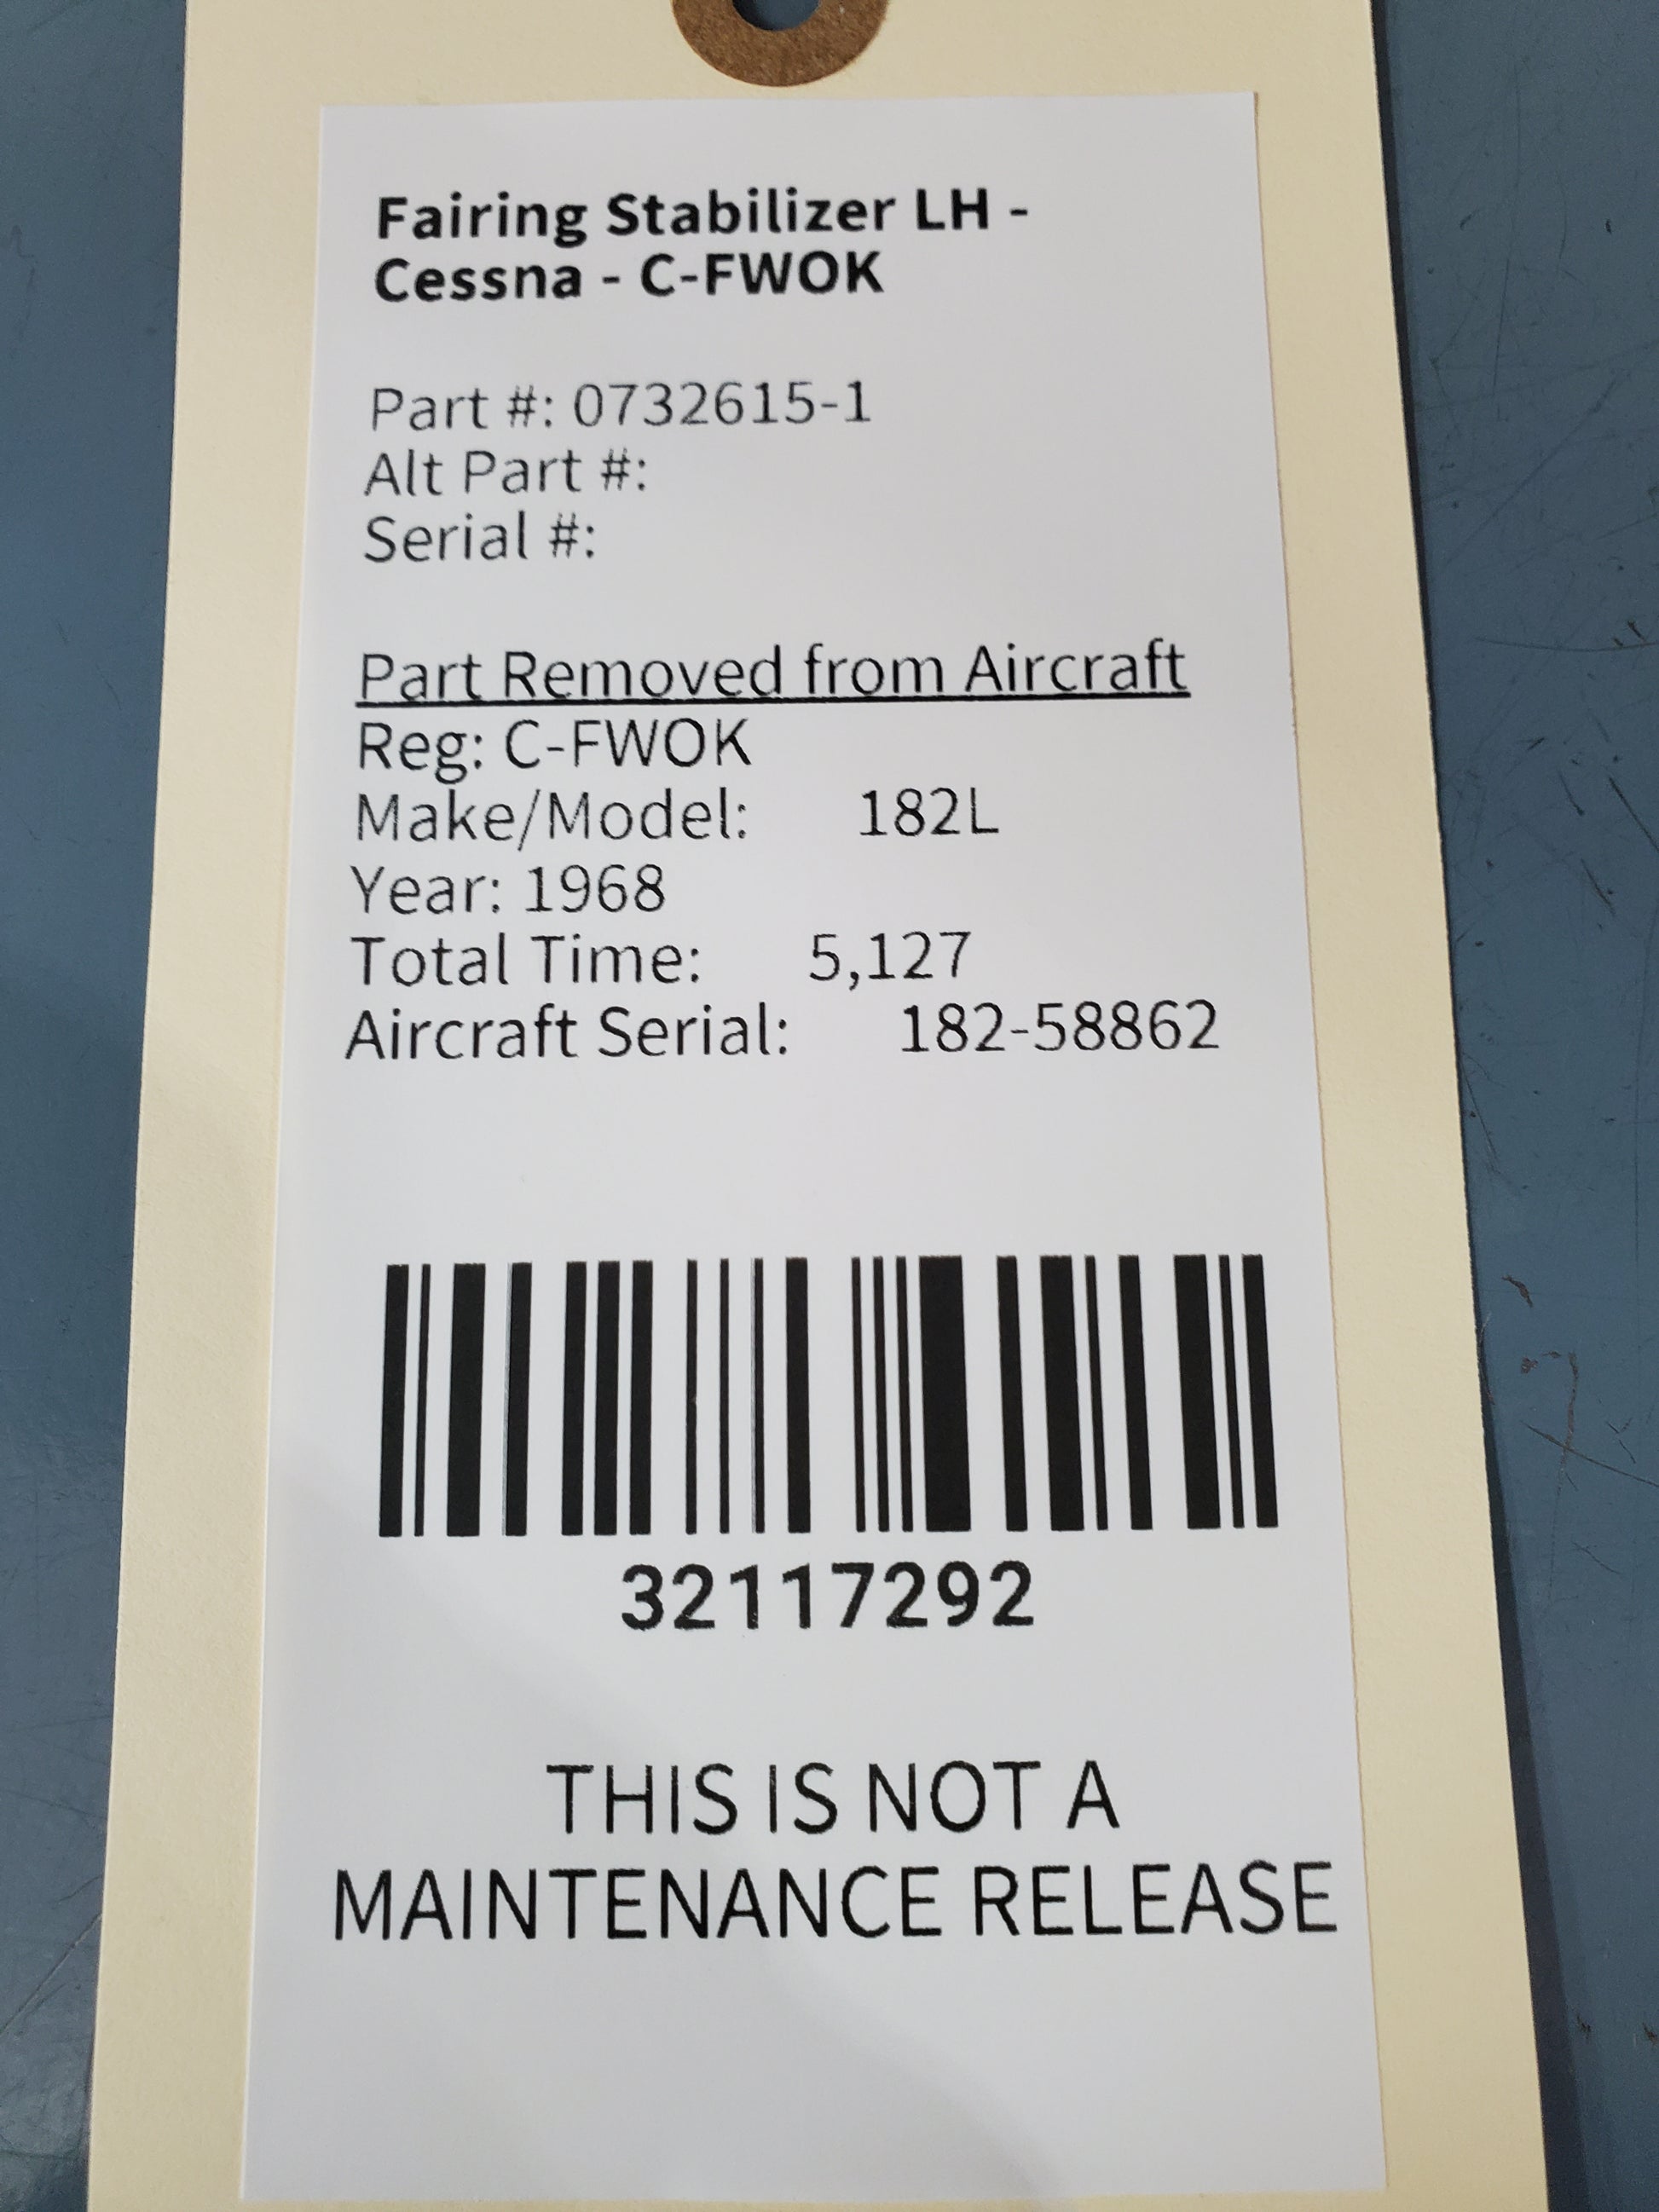 Fairing Stabilizer LH -
Cessna - C-FWOK
Part #: 0732615-1
Alt Part #:
Serial #:
Part Removed from Aircraft
Reg: C-FWOK
Make/Model: 182L
Year: 1968
Total Time: 5,127
Aircraft Serial: 182-58862
32117292
THIS IS NOT A
MAINTENANCE RELEASE